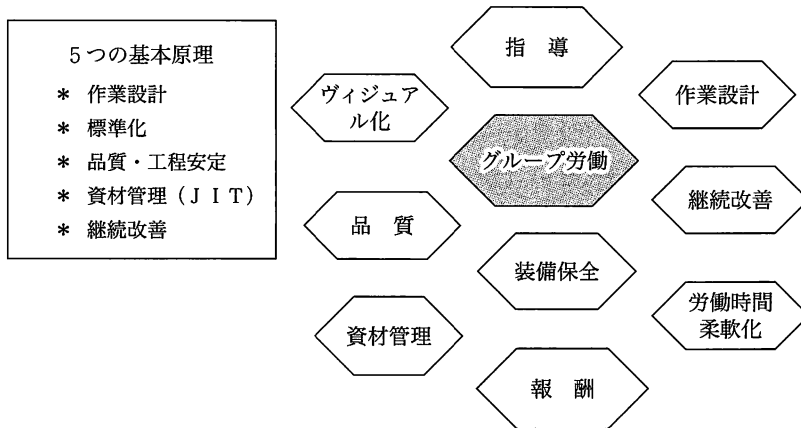 5つの基本原理
* 作業設計
* 標準化
* 品質・工程安定
* 資材管理（ＪＩＴ）
* 継続改善
指 導
ヴィジュア
ル化
作業設計
グループ労働
継続改善
品 質
装備保全
労働時間
柔軟化
資材管理
報 酬